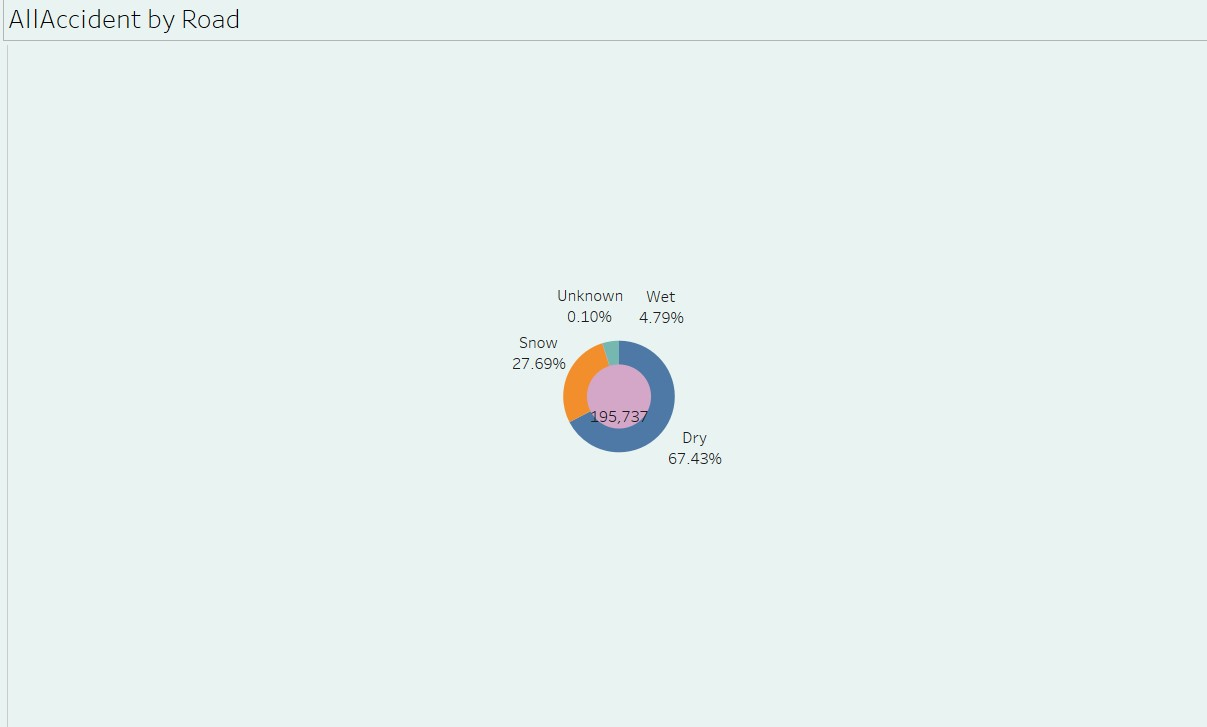 AllAccident by Road
Unknown
0.10%
Wet
4.79%
Snow
27.69%
195,737
Dry
67.43%